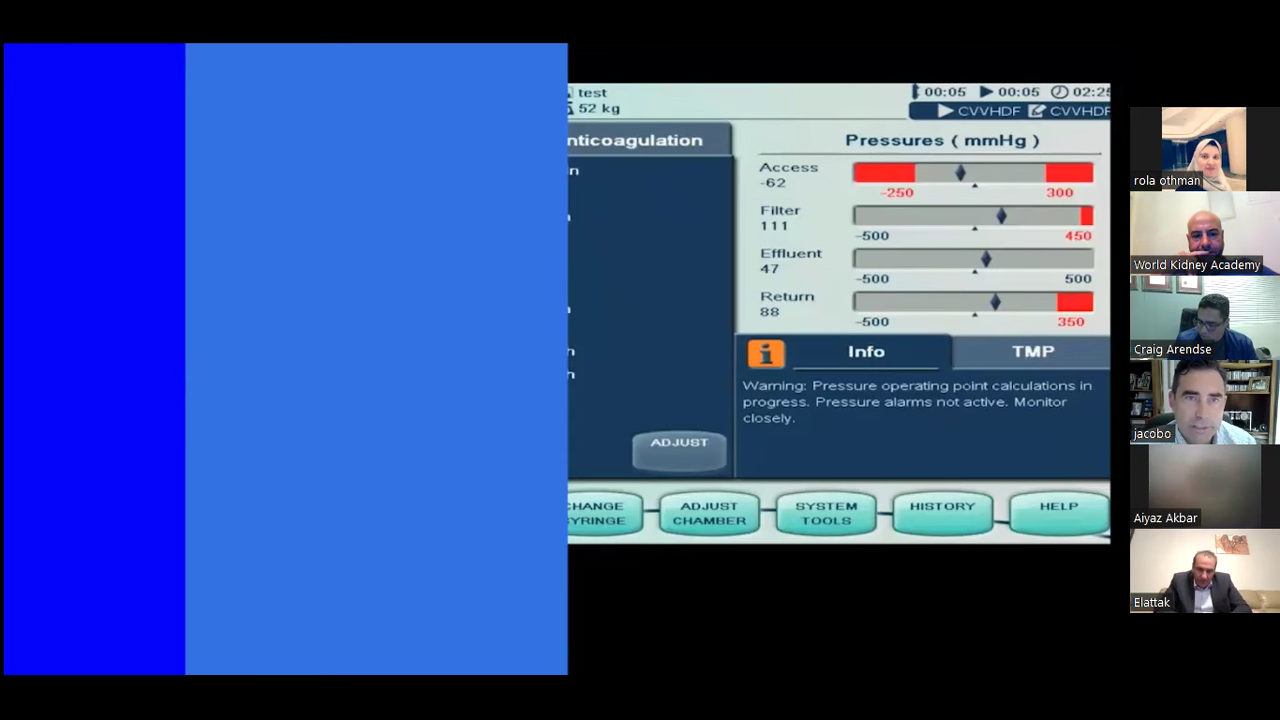 test
52 kg
00:05 00:05 02:25
CVVHDF CVVHDF
nticoagulation
n
n
n
n
n
ADJUST
Pressures ( mmHg )
Access
-62
-250 300
Filter
111
-500 450
Effluent
47
-500 500
Return
88
-500 350
i Info TMP
Warning: Pressure operating point calculations in
progress. Pressure alarms not active. Monitor
closely.
HANGE
YRINGE
ADJUST
CHAMBER
SYSTEM
TOOLS
HISTORY
HELP
rola othman
World Kidney Academy
Craig Arendse
jacobo
Aiyaz Akbar
Elattak